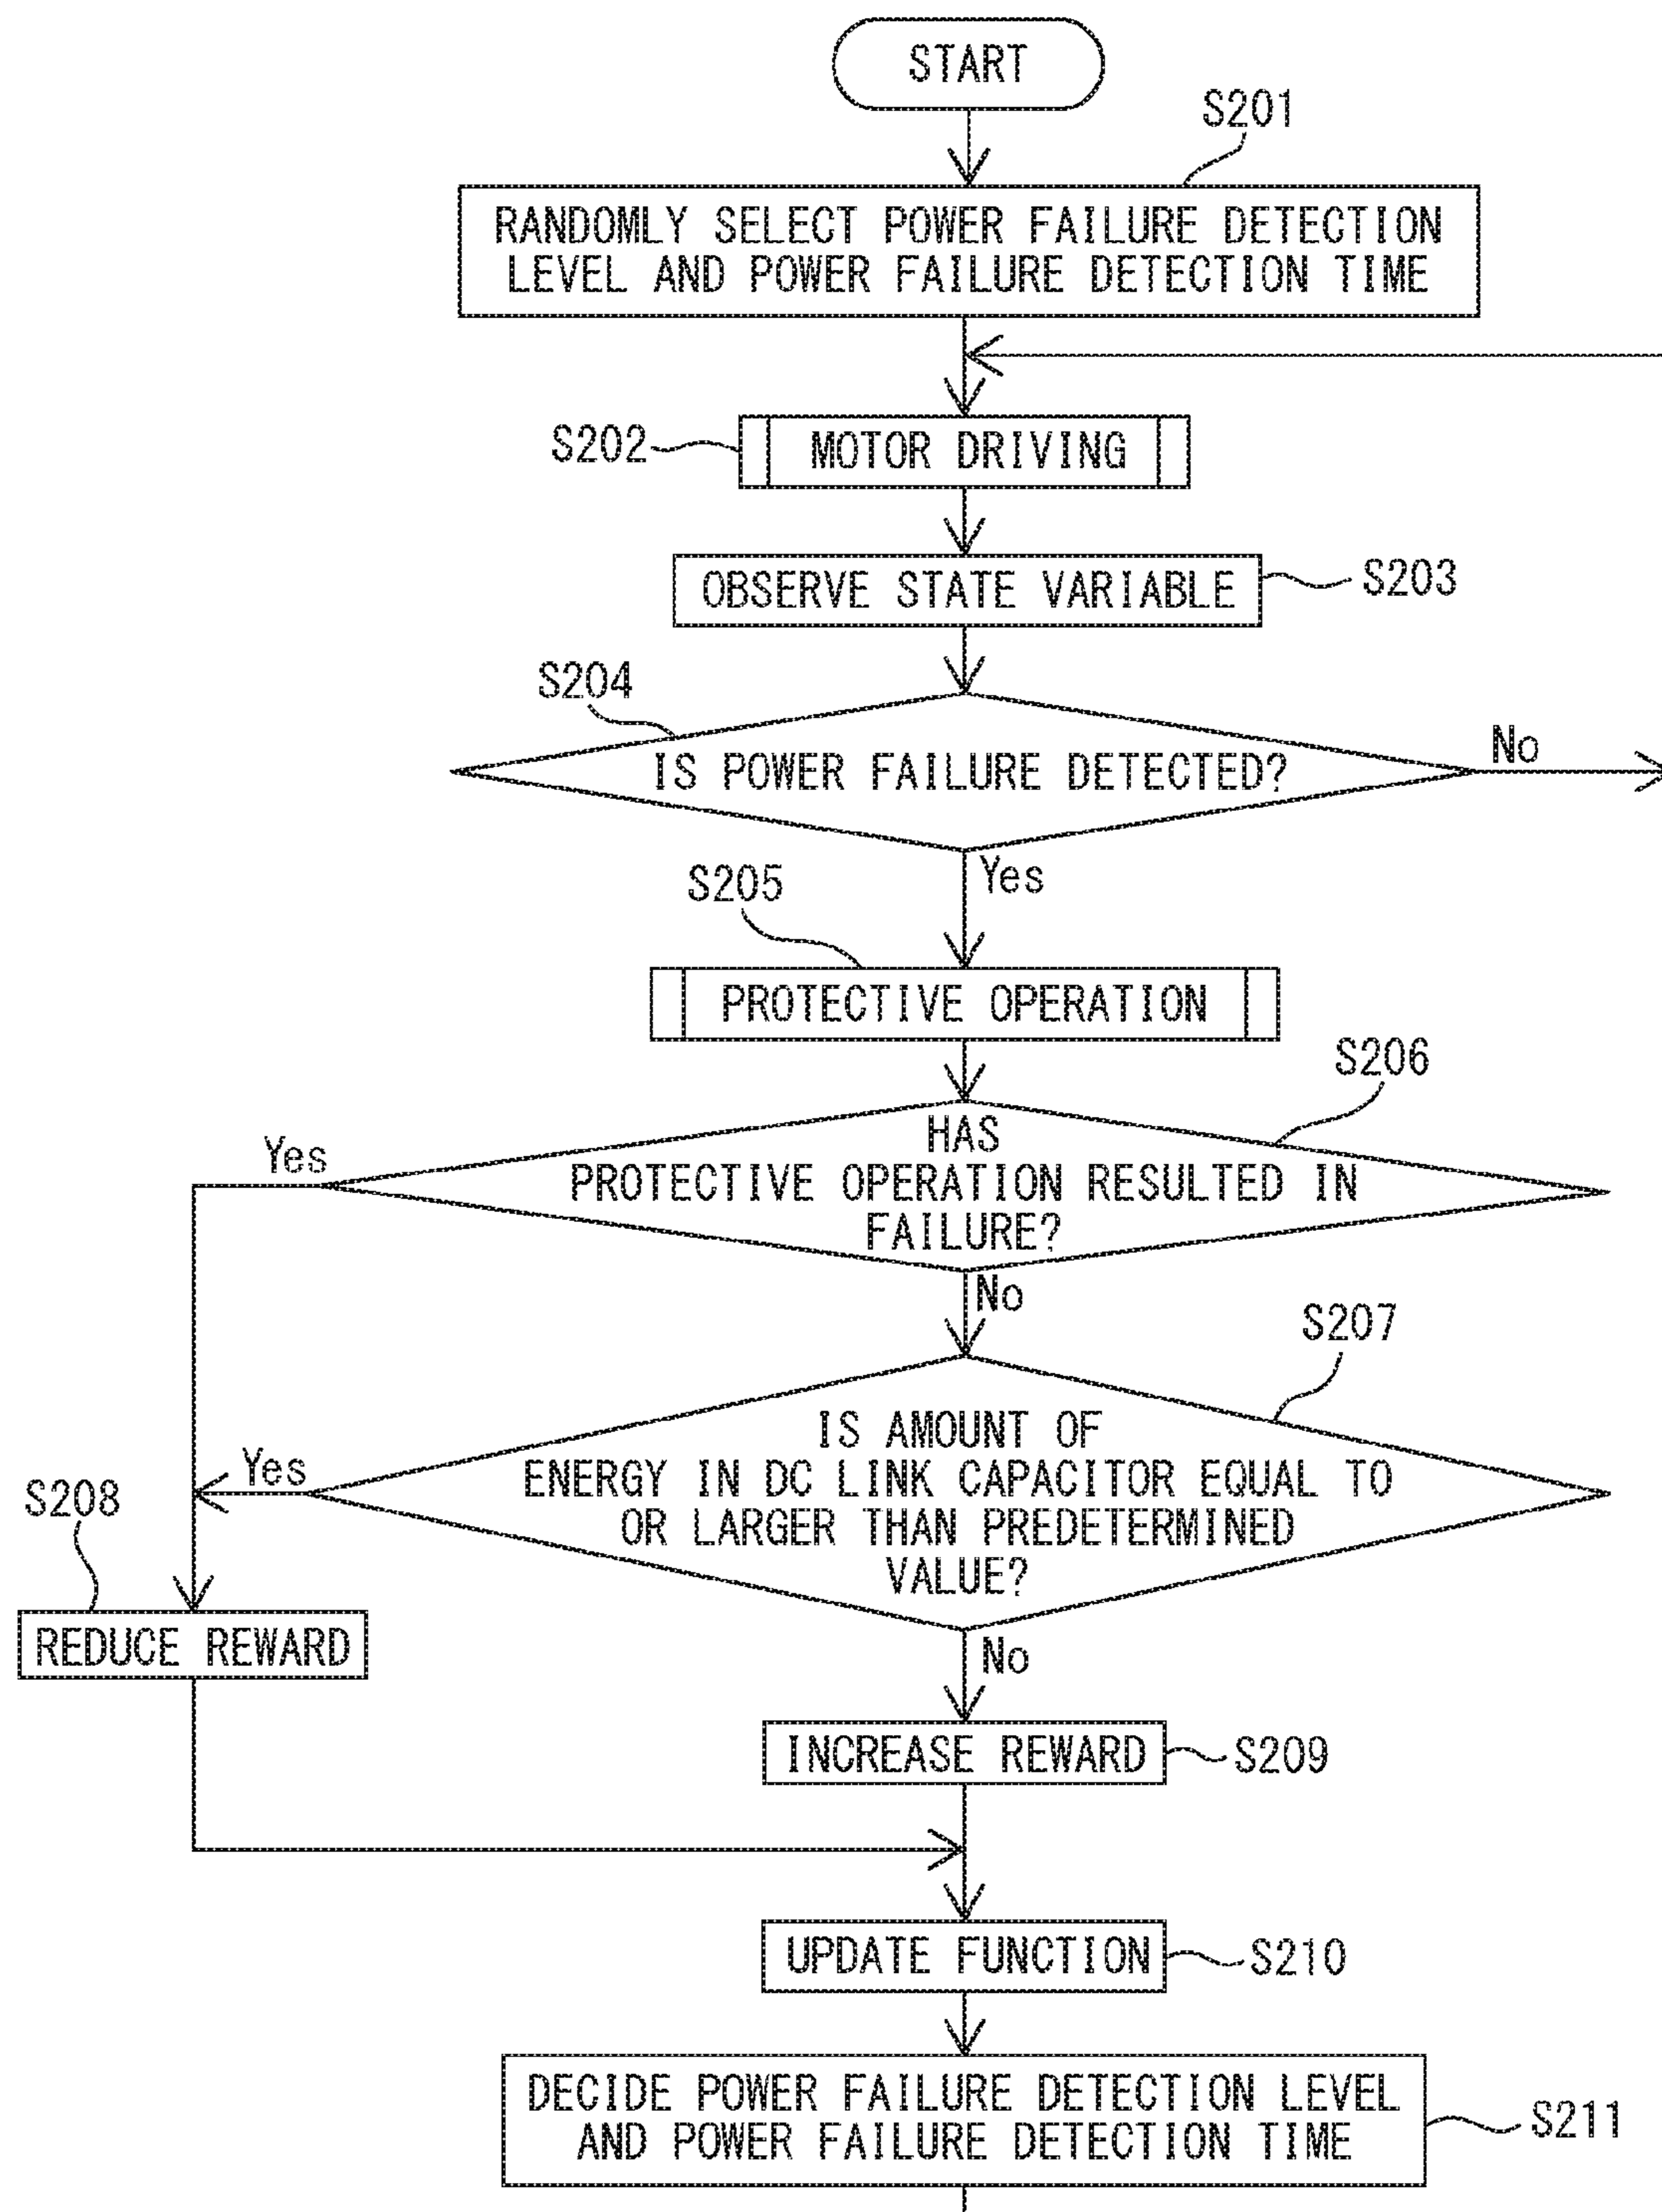 START
S201
RANDOMLY SELECT POWER FAILURE DETECTION
LEVEL AND POWER FAILURE DETECTION TIME
S202
MOTOR DRIVING
OBSERVE STATE VARIABLE
S203
S204
IS POWER FAILURE DETECTED?
No
Yes
S205
PROTECTIVE OPERATION
S206
HAS
PROTECTIVE OPERATION RESULTED IN
FAILURE?
Yes
No
S207
IS AMOUNT OF
ENERGY IN DC LINK CAPACITOR EQUAL TO
OR LARGER THAN PREDETERMINED
VALUE?
Yes
S208
REDUCE REWARD
No
INCREASE REWARD
S209
UPDATE FUNCTION
S210
DECIDE POWER FAILURE DETECTION LEVEL
AND POWER FAILURE DETECTION TIME
S211